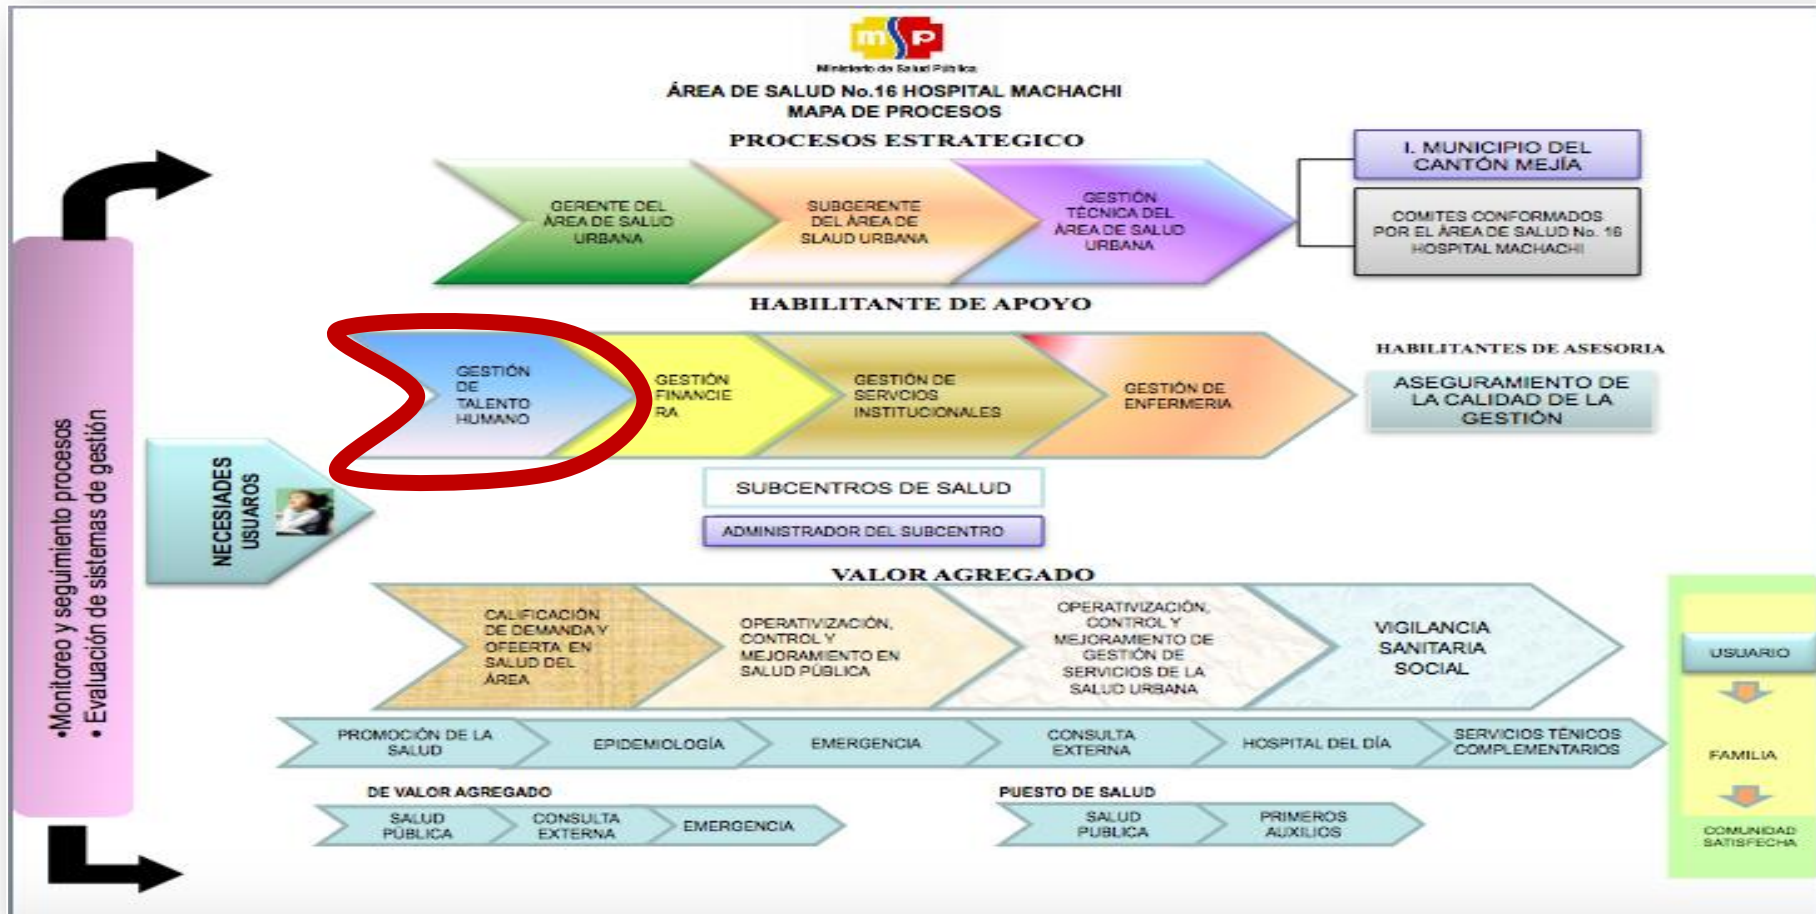 msp
Ministerio de Salud Pública
ÁREA DE SALUD No.16 HOSPITAL MACHACHI
MAPA DE PROCESOS
PROCESOS ESTRATEGICO
GERENTE DEL
ÁREA DE SALUD
URBANA
SUBGERENTE
DEL ÁREA DE
SLAUD URBANA
GESTIÓN
TÉCNICA DEL
ÁREA DE SALUD
URBANA
I. MUNICIPIO DEL
CANTÓN MEJÍA
COMITES CONFORMADOS
POR EL ÁREA DE SALUD No. 16
HOSPITAL MACHACHI
HABILITANTE DE APOYO
GESTIÓN
DE
TALENTO
HUMANO
GESTIÓN
FINANCIE
RA
GESTIÓN DE
SERVCIOS
INSTITUCIONALES
GESTIÓN DE
ENFERMERIA
HABILITANTES DE ASESORIA
ASEGURAMIENTO DE
LA CALIDAD DE LA
GESTIÓN
•Monitoreo y seguimiento procesos
• Evaluación de sistemas de gestión
NECESIADES
USUAROS
SUBCENTROS DE SALUD
ADMINISTRADOR DEL SUBCENTRO
VALOR AGREGADO
CALIFICACIÓN
DE DEMANDA Y
OFEERTA EN
SALUD DEL
ÁREA
OPERATIVIZACIÓN,
CONTROL Y
MEJORAMIENTO EN
SALUD PÚBLICA
OPERATIVIZACIÓN,
CONTROL Y
MEJORAMIENTO DE
GESTIÓN DE
SERVICIOS DE LA
SALUD URBANA
VIGILANCIA
SANITARIA
SOCIAL
PROMOCIÓN DE LA
SALUD
EPIDEMIOLOGÍA
EMERGENCIA
CONSULTA
EXTERNA
HOSPITAL DEL DÍA
SERVICIOS TÉNICOS
COMPLEMENTARIOS
DE VALOR AGREGADO
SALUD
PÚBLICA
CONSULTA
EXTERNA
EMERGENCIA
PUESTO DE SALUD
SALUD
PUBLICA
PRIMEROS
AUXILIOS
USUARIO
FAMILIA
COMUNIDAD
SATISFECHA